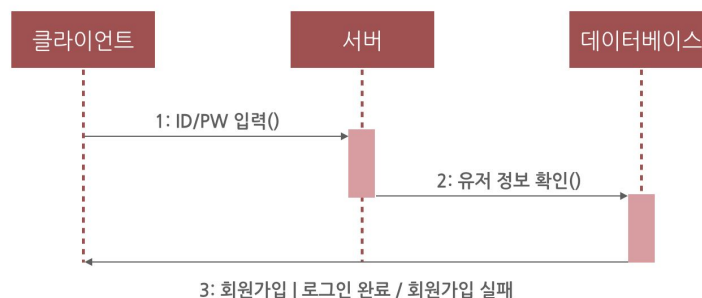 클라이언트
서버
데이터베이스
1: ID/PW 입력()
2: 유저 정보 확인()
3: 회원가입 | 로그인 완료 / 회원가입 실패